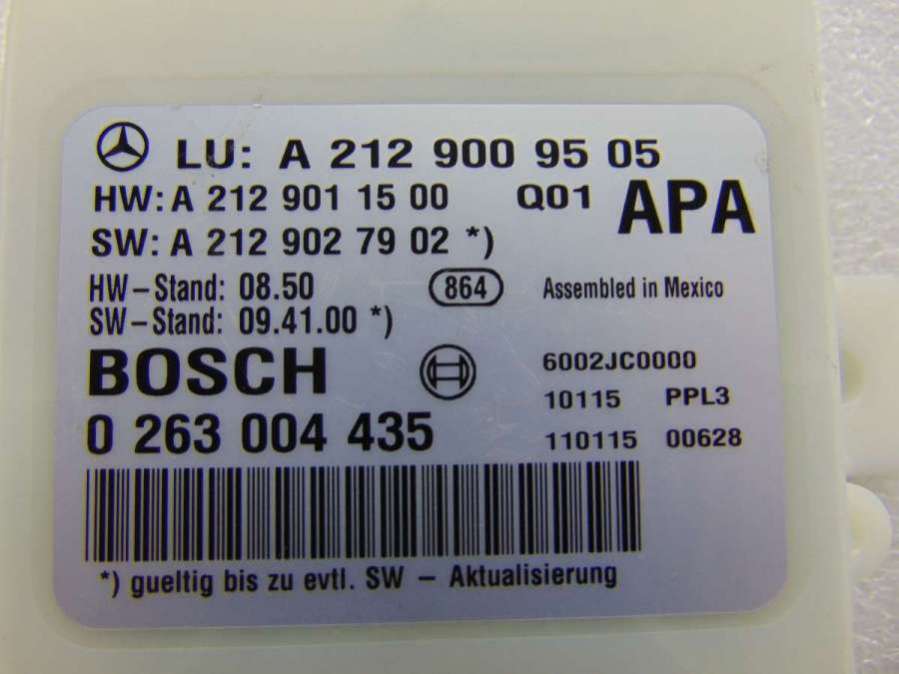 LU: A 212 900 95 05
HW: A 212 901 15 00 Q01 APA
SW: A 212 902 79 02 *)
HW-Stand: 08.50 864 Assembled in Mexico
SW-Stand: 09.41.00 *)
BOSCH 6002JC0000
10115 PPL3
0 263 004 435 110115 00628
*) gueltig bis zu evtl. SW - Aktualisierung